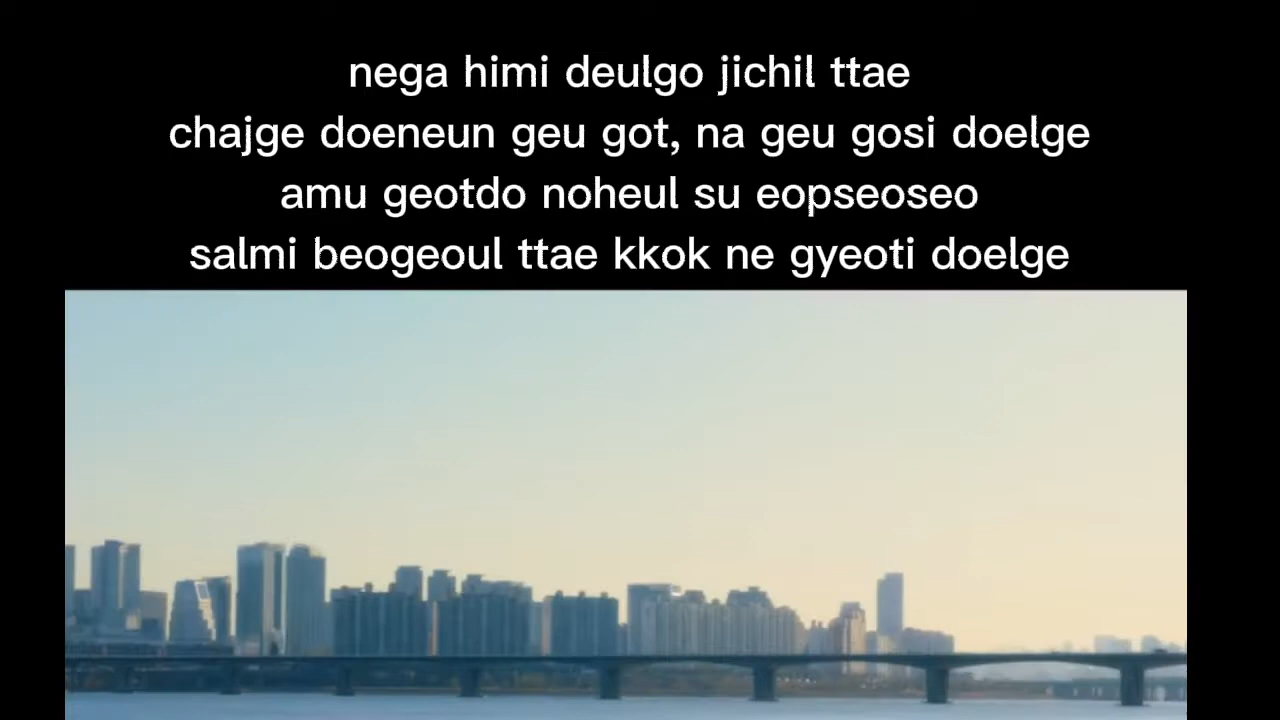 nega himi deulgo jichil ttae
chajge doeneun geu got, na geu gosi doelge
amu geotdo noheul su eopseoseo
salmi beogeoul ttae kkok ne gyeoti doelge